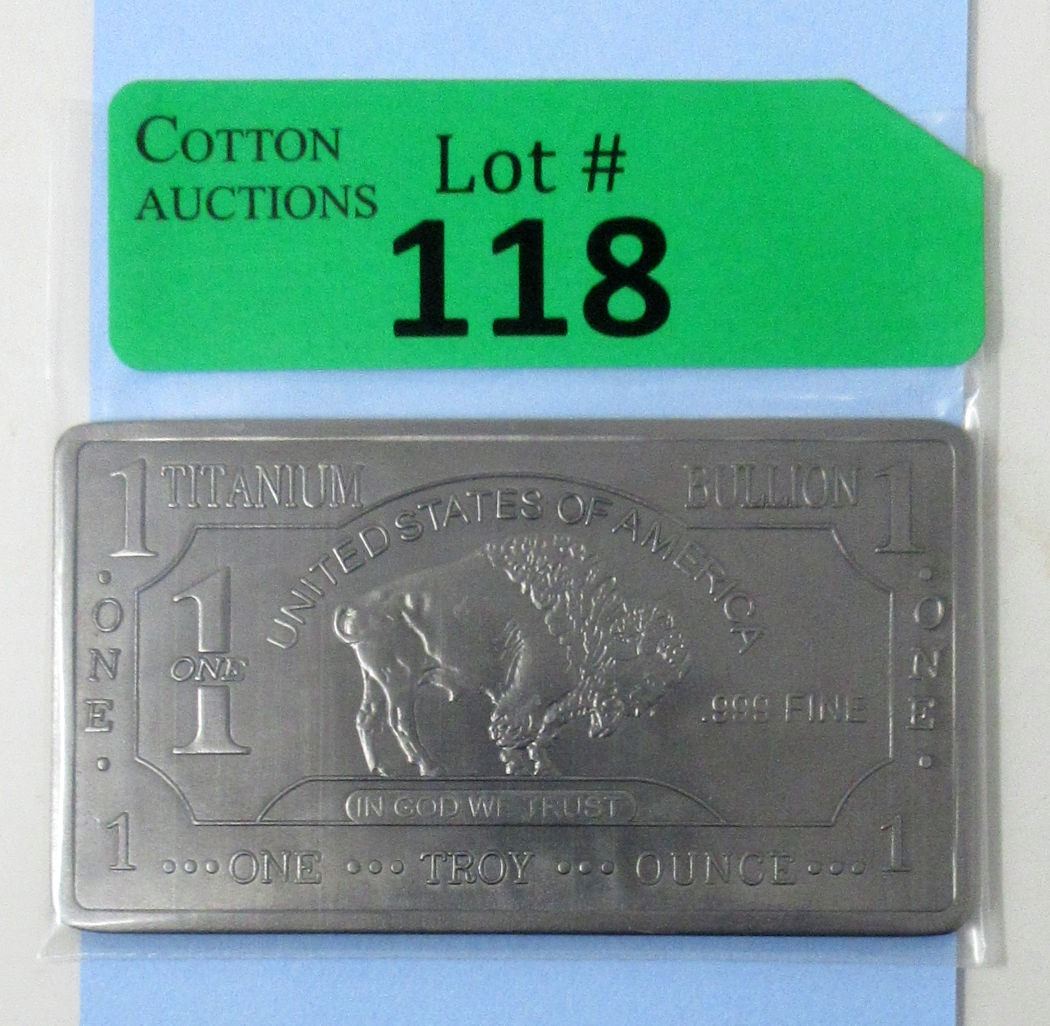 COTTON
AUCTIONS
Lot #
118
1 TITANIUM BULLION 1
UNITED STATES OF AMERICA
·ONE·
1
ONE
.999 FINE
·ONE·
IN GOD WE TRUST
1 ···ONE ··· TROY ··· OUNCE··· 1